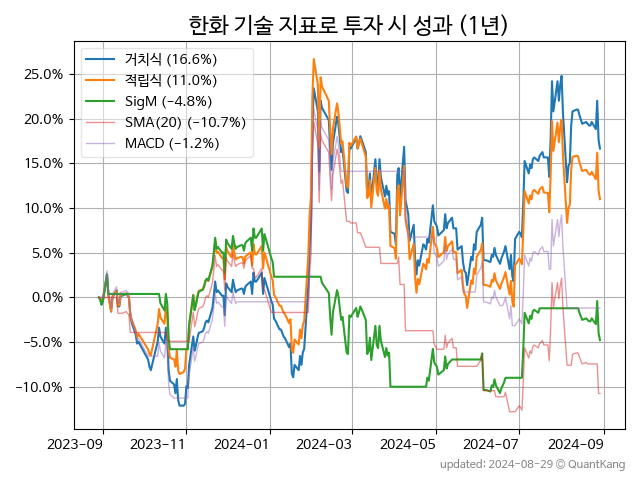 한화 기술 지표로 투자 시 성과 (1년)
거치식 (16.6%)
적립식 (11.0%)
SigM (−4.8%)
SMA(20) (−10.7%)
MACD (−1.2%)
25.0%
20.0%
15.0%
10.0%
5.0%
0.0%
−5.0%
−10.0%
2023-09 2023-11 2024-01 2024-03 2024-05 2024-07 2024-09
updated: 2024-08-29 © QuantKang